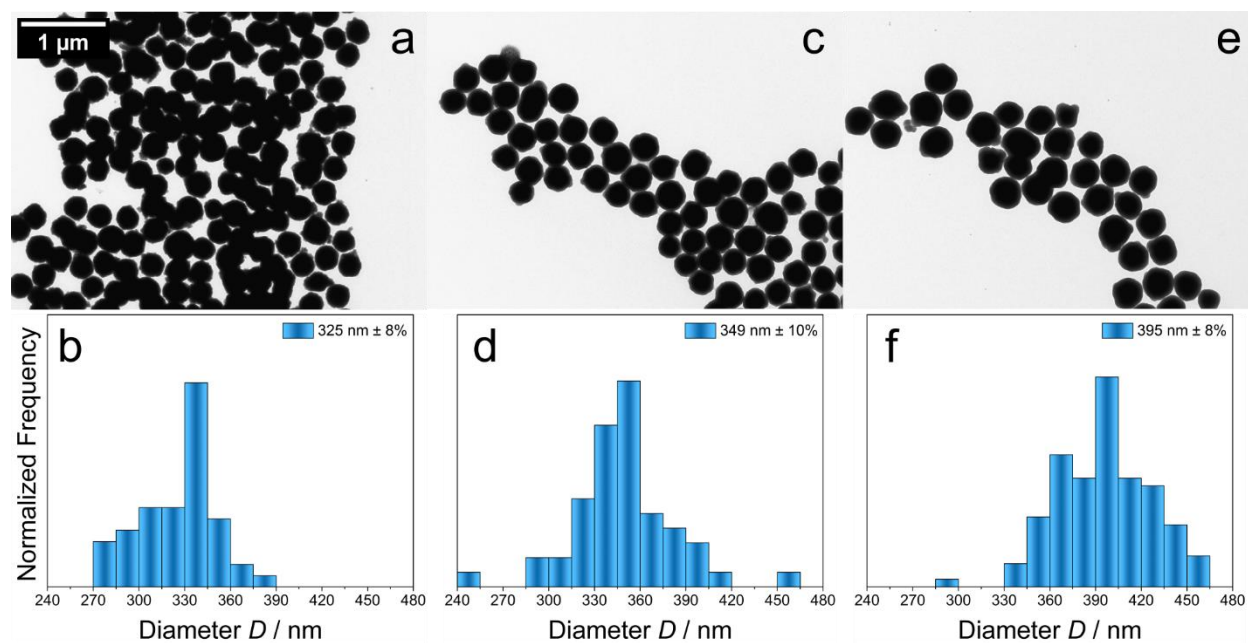 1 µm
a
c
e
b
325 nm ± 8%
d
349 nm ± 10%
f
395 nm ± 8%
Normalized Frequency
240 270 300 330 360 390 420 450 480
240 270 300 330 360 390 420 450 480
240 270 300 330 360 390 420 450 480
Diameter D / nm
Diameter D / nm
Diameter D / nm